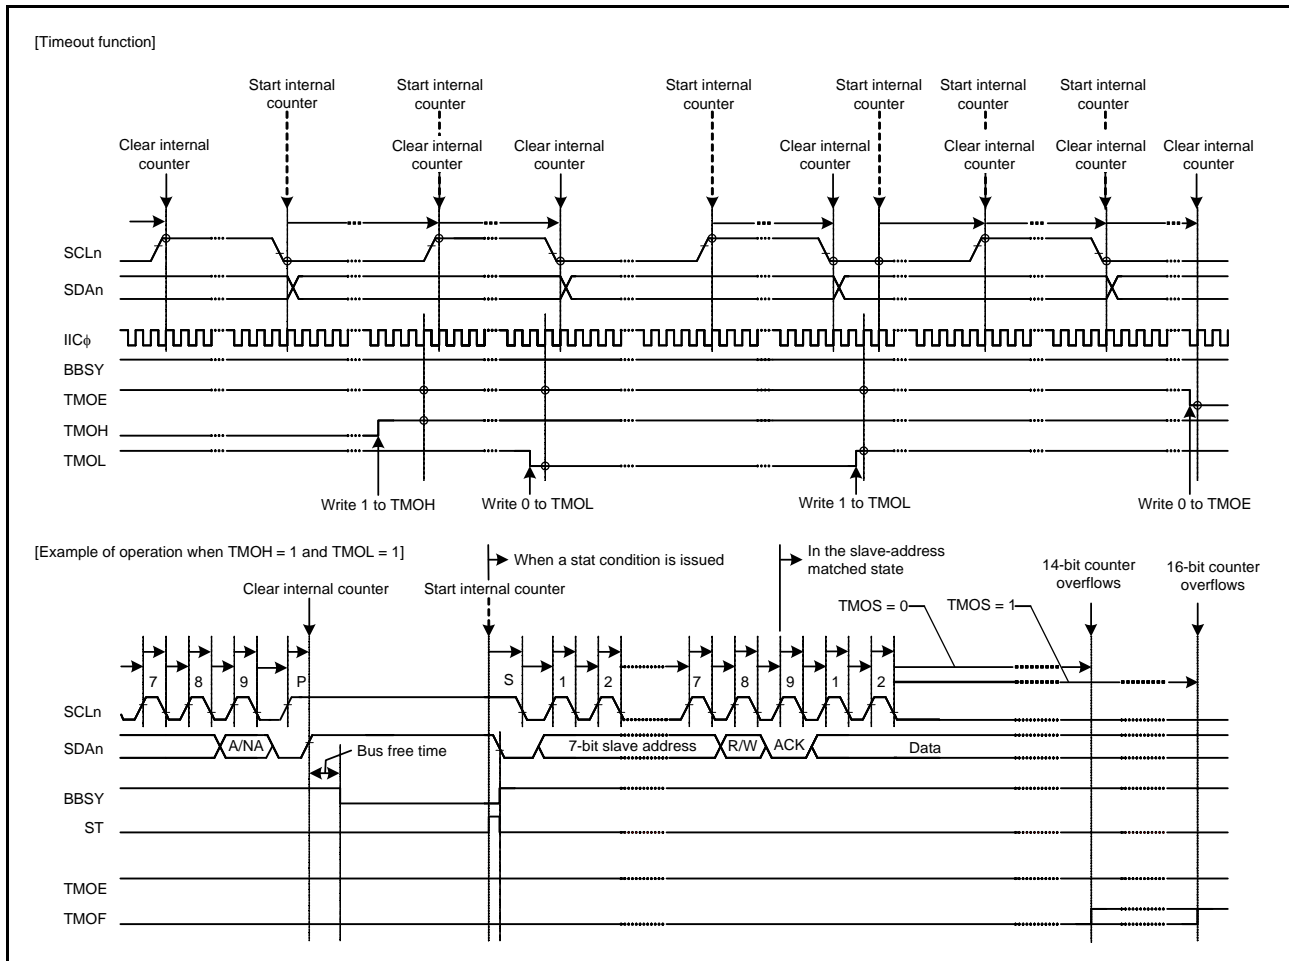 [Timeout function]
Start internal
counter
Start internal
counter
Start internal
counter
Start internal
counter
Start internal
counter
Start internal
counter
Clear internal
counter
Clear internal
counter
Clear internal
counter
Clear internal
counter
Clear internal
counter
Clear internal
counter
Clear internal
counter
SCLn
SDAn
IICϕ
BBSY
TMOE
TMOH
TMOL
Write 1 to TMOH
Write 0 to TMOL
Write 1 to TMOL
Write 0 to TMOE
[Example of operation when TMOH = 1 and TMOL = 1]
When a stat condition is issued
In the slave-address
matched state
14-bit counter
overflows
16-bit counter
overflows
Clear internal counter
Start internal counter
TMOS = 0
TMOS = 1
7 8 9 P S 1 2 7 8 9 1 2
SCLn
SDAn
A/NA
7-bit slave address
R/W
ACK
Data
Bus free time
BBSY
ST
TMOE
TMOF